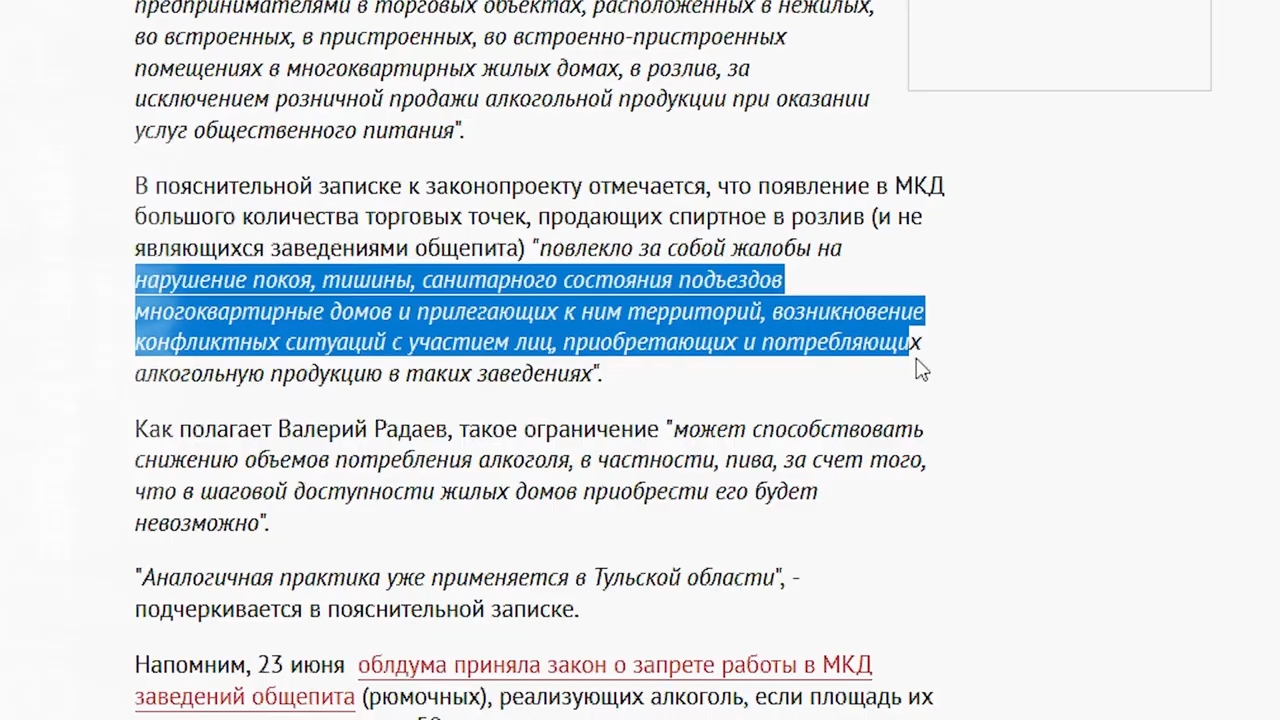 предпринимателями в торговых объектах, расположенных в нежилых,
во встроенных, в пристроенных, во встроенно-пристроенных
помещениях в многоквартирных жилых домах, в розлив, за
исключением розничной продажи алкогольной продукции при оказании
услуг общественного питания".
В пояснительной записке к законопроекту отмечается, что появление в МКД
большого количества торговых точек, продающих спиртное в розлив (и не
являющихся заведениями общепита) "повлекло за собой жалобы на
нарушение покоя, тишины, санитарного состояния подъездов
многоквартирные домов и прилегающих к ним территорий, возникновение
конфликтных ситуаций с участием лиц, приобретающих и потребляющих
алкогольную продукцию в таких заведениях".
Как полагает Валерий Радаев, такое ограничение "может способствовать
снижению объемов потребления алкоголя, в частности, пива, за счет того,
что в шаговой доступности жилых домов приобрести его будет
невозможно".
"Аналогичная практика уже применяется в Тульской области", -
подчеркивается в пояснительной записке.
Напомним, 23 июня облдума приняла закон о запрете работы в МКД
заведений общепита (рюмочных), реализующих алкоголь, если площадь их